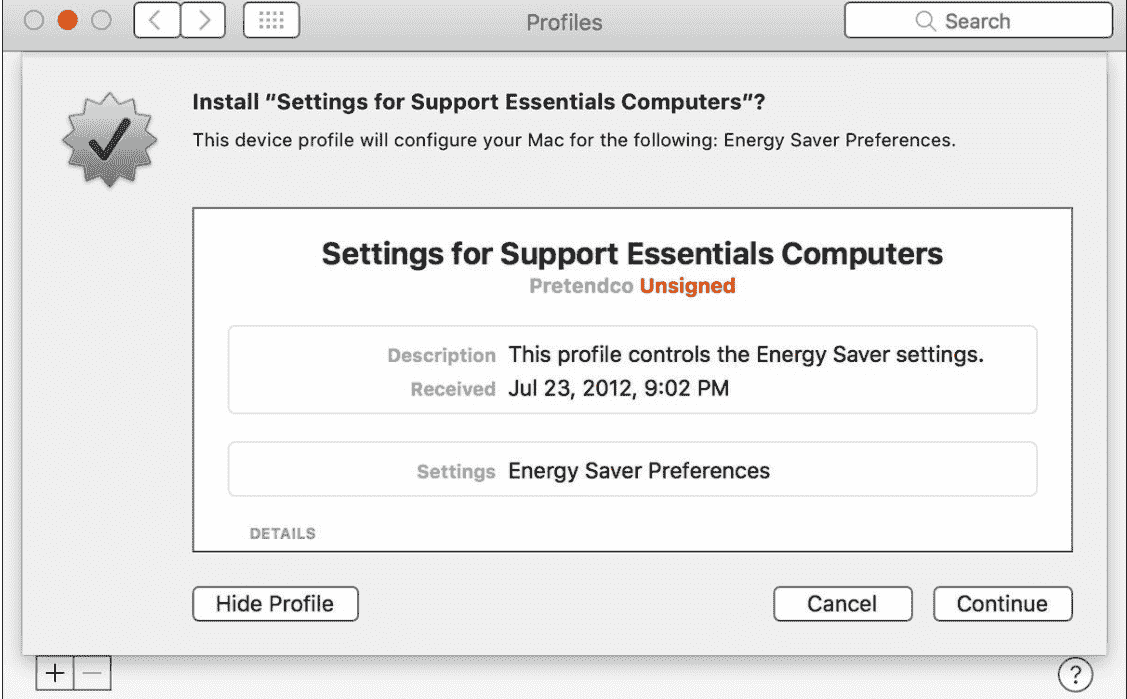 Profiles
Search
Install “Settings for Support Essentials Computers”?
This device profile will configure your Mac for the following: Energy Saver Preferences.
Settings for Support Essentials Computers
Pretendco Unsigned
Description This profile controls the Energy Saver settings.
Received Jul 23, 2012, 9:02 PM
Settings Energy Saver Preferences
DETAILS
Hide Profile Cancel Continue
+ − ?